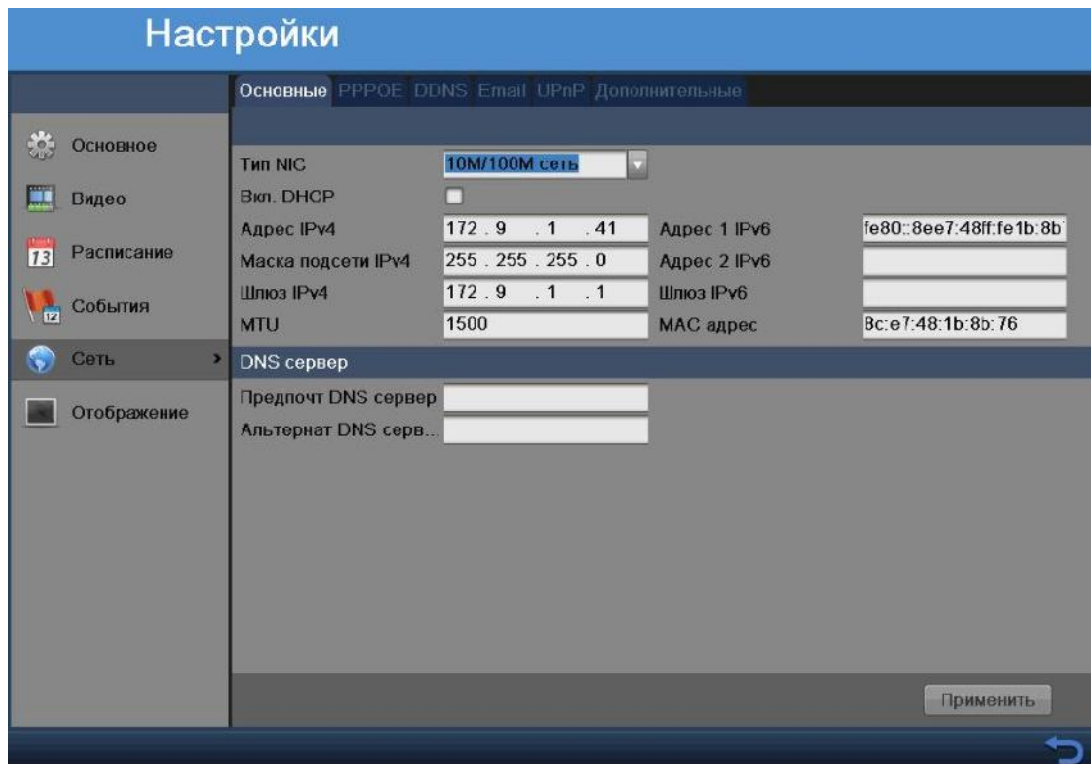 Настройки
Основные PPPOE DDNS Email UPnP Дополнительные
Основное
Видео
13 Расписание
12 События
Сеть
Отображение
Тип NIC 10M/100M сеть
Вкл. DHCP
Адрес IPv4 172 . 9 . 1 . 41 Адрес 1 IPv6 fe80::8ee7:48ff:fe1b:8b
Маска подсети IPv4 255 . 255 . 255 . 0 Адрес 2 IPv6
Шлюз IPv4 172 . 9 . 1 . 1 Шлюз IPv6
MTU 1500 MAC адрес 8c:e7:48:1b:8b:76
DNS сервер
Предпочт DNS сервер
Альтернат DNS серв...
Применить